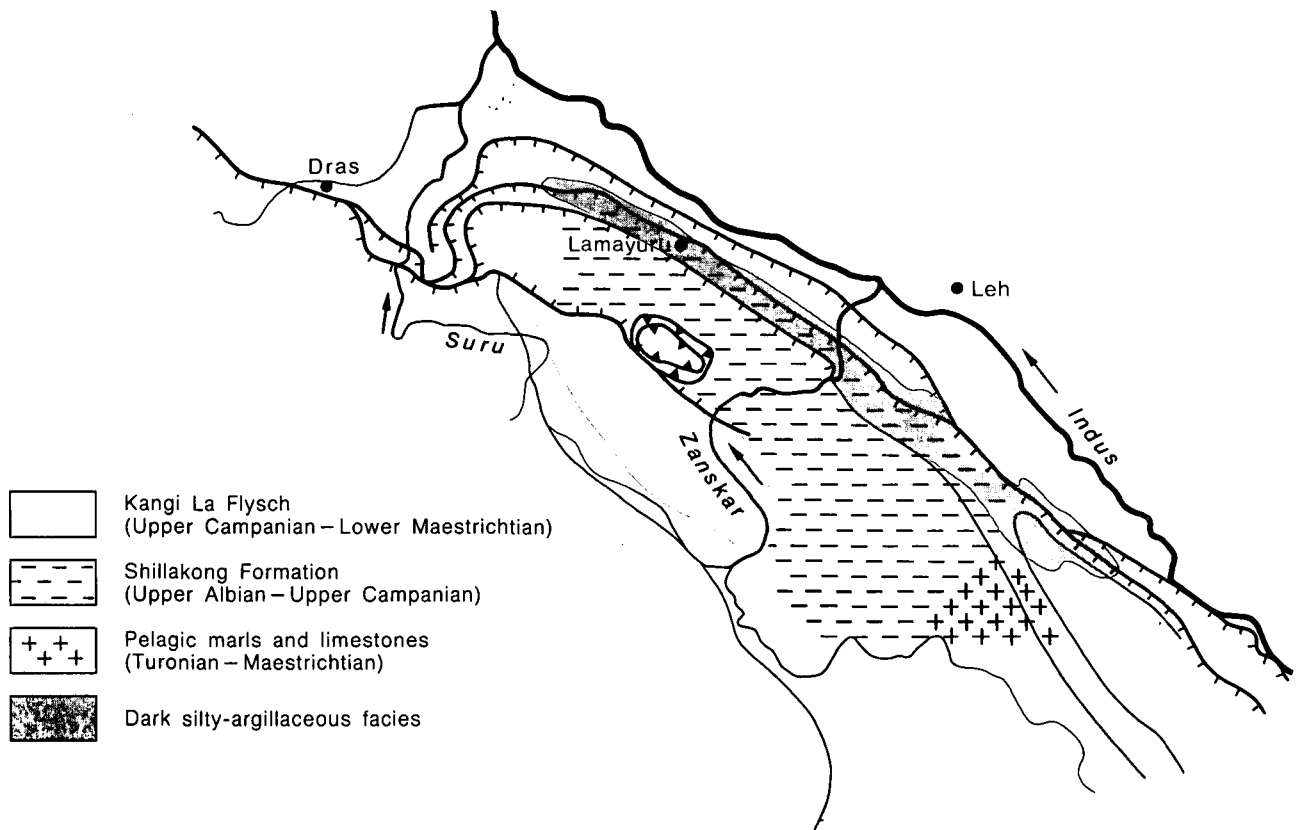 Dras
Lamayuru
Leh
Suru
Indus
Zanskar
Kangi La Flysch
(Upper Campanian – Lower Maestrichtian)
Shillakong Formation
(Upper Albian – Upper Campanian)
Pelagic marls and limestones
(Turonian – Maestrichtian)
Dark silty-argillaceous facies